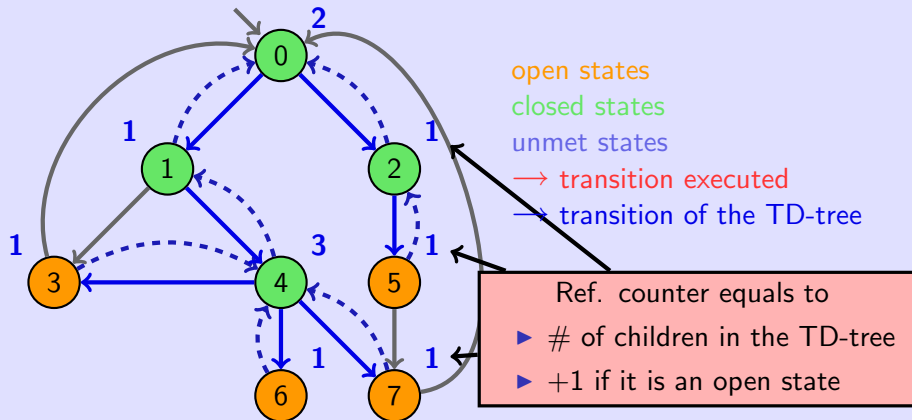 2
0
open states
closed states
1
1
unmet states
1
2
→ transition executed
→ transition of the TD-tree
1
3
1
3
4
5
Ref. counter equals to
▶ # of children in the TD-tree
1
1
▶ +1 if it is an open state
6
7